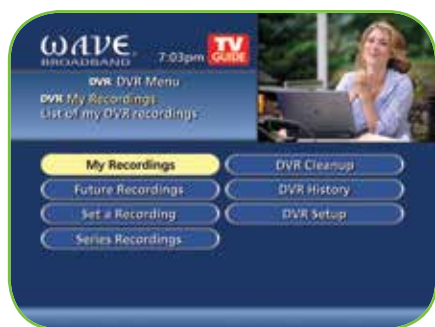 WAVE
BROADBAND
7:03pm
TV
GUIDE
DVR DVR Menu
DVR My Recordings
List of my DVR recordings
My Recordings
DVR Cleanup
Future Recordings
DVR History
Set a Recording
DVR Setup
Series Recordings